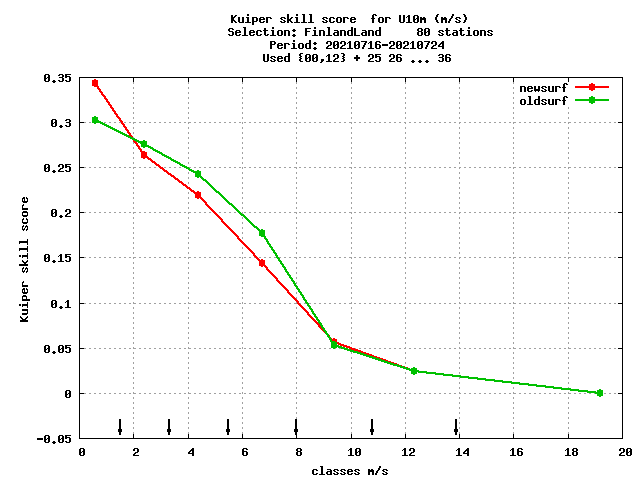 Kuiper skill score  for U10m (m/s)
Selection: FinlandLand     80 stations
Period: 20210716-20210724
Used {00,12} + 25 26 ... 36
newsurf
oldsurf
0.35
0.3
0.25
0.2
0.15
0.1
0.05
0
-0.05
Kuiper skill score
0 2 4 6 8 10 12 14 16 18 20
classes m/s